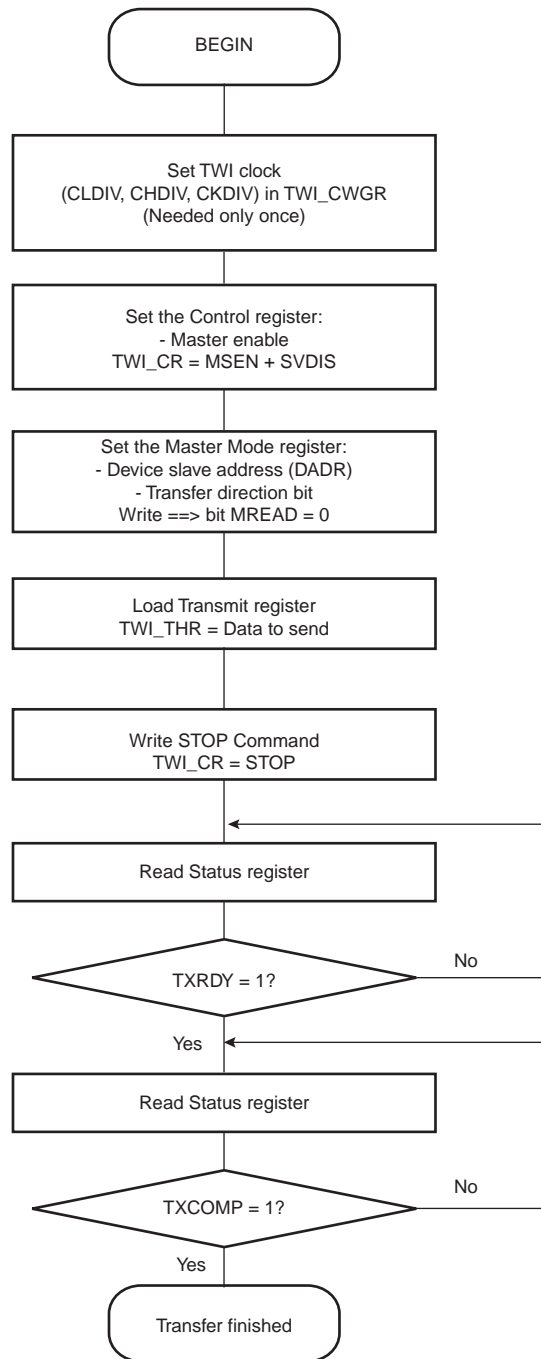 BEGIN
Set TWI clock
(CLDIV, CHDIV, CKDIV) in TWI_CWGR
(Needed only once)
Set the Control register:
- Master enable
TWI_CR = MSEN + SVDIS
Set the Master Mode register:
- Device slave address (DADR)
- Transfer direction bit
Write ==> bit MREAD = 0
Load Transmit register
TWI_THR = Data to send
Write STOP Command
TWI_CR = STOP
Read Status register
No
TXRDY = 1?
Yes
Read Status register
No
TXCOMP = 1?
Yes
Transfer finished